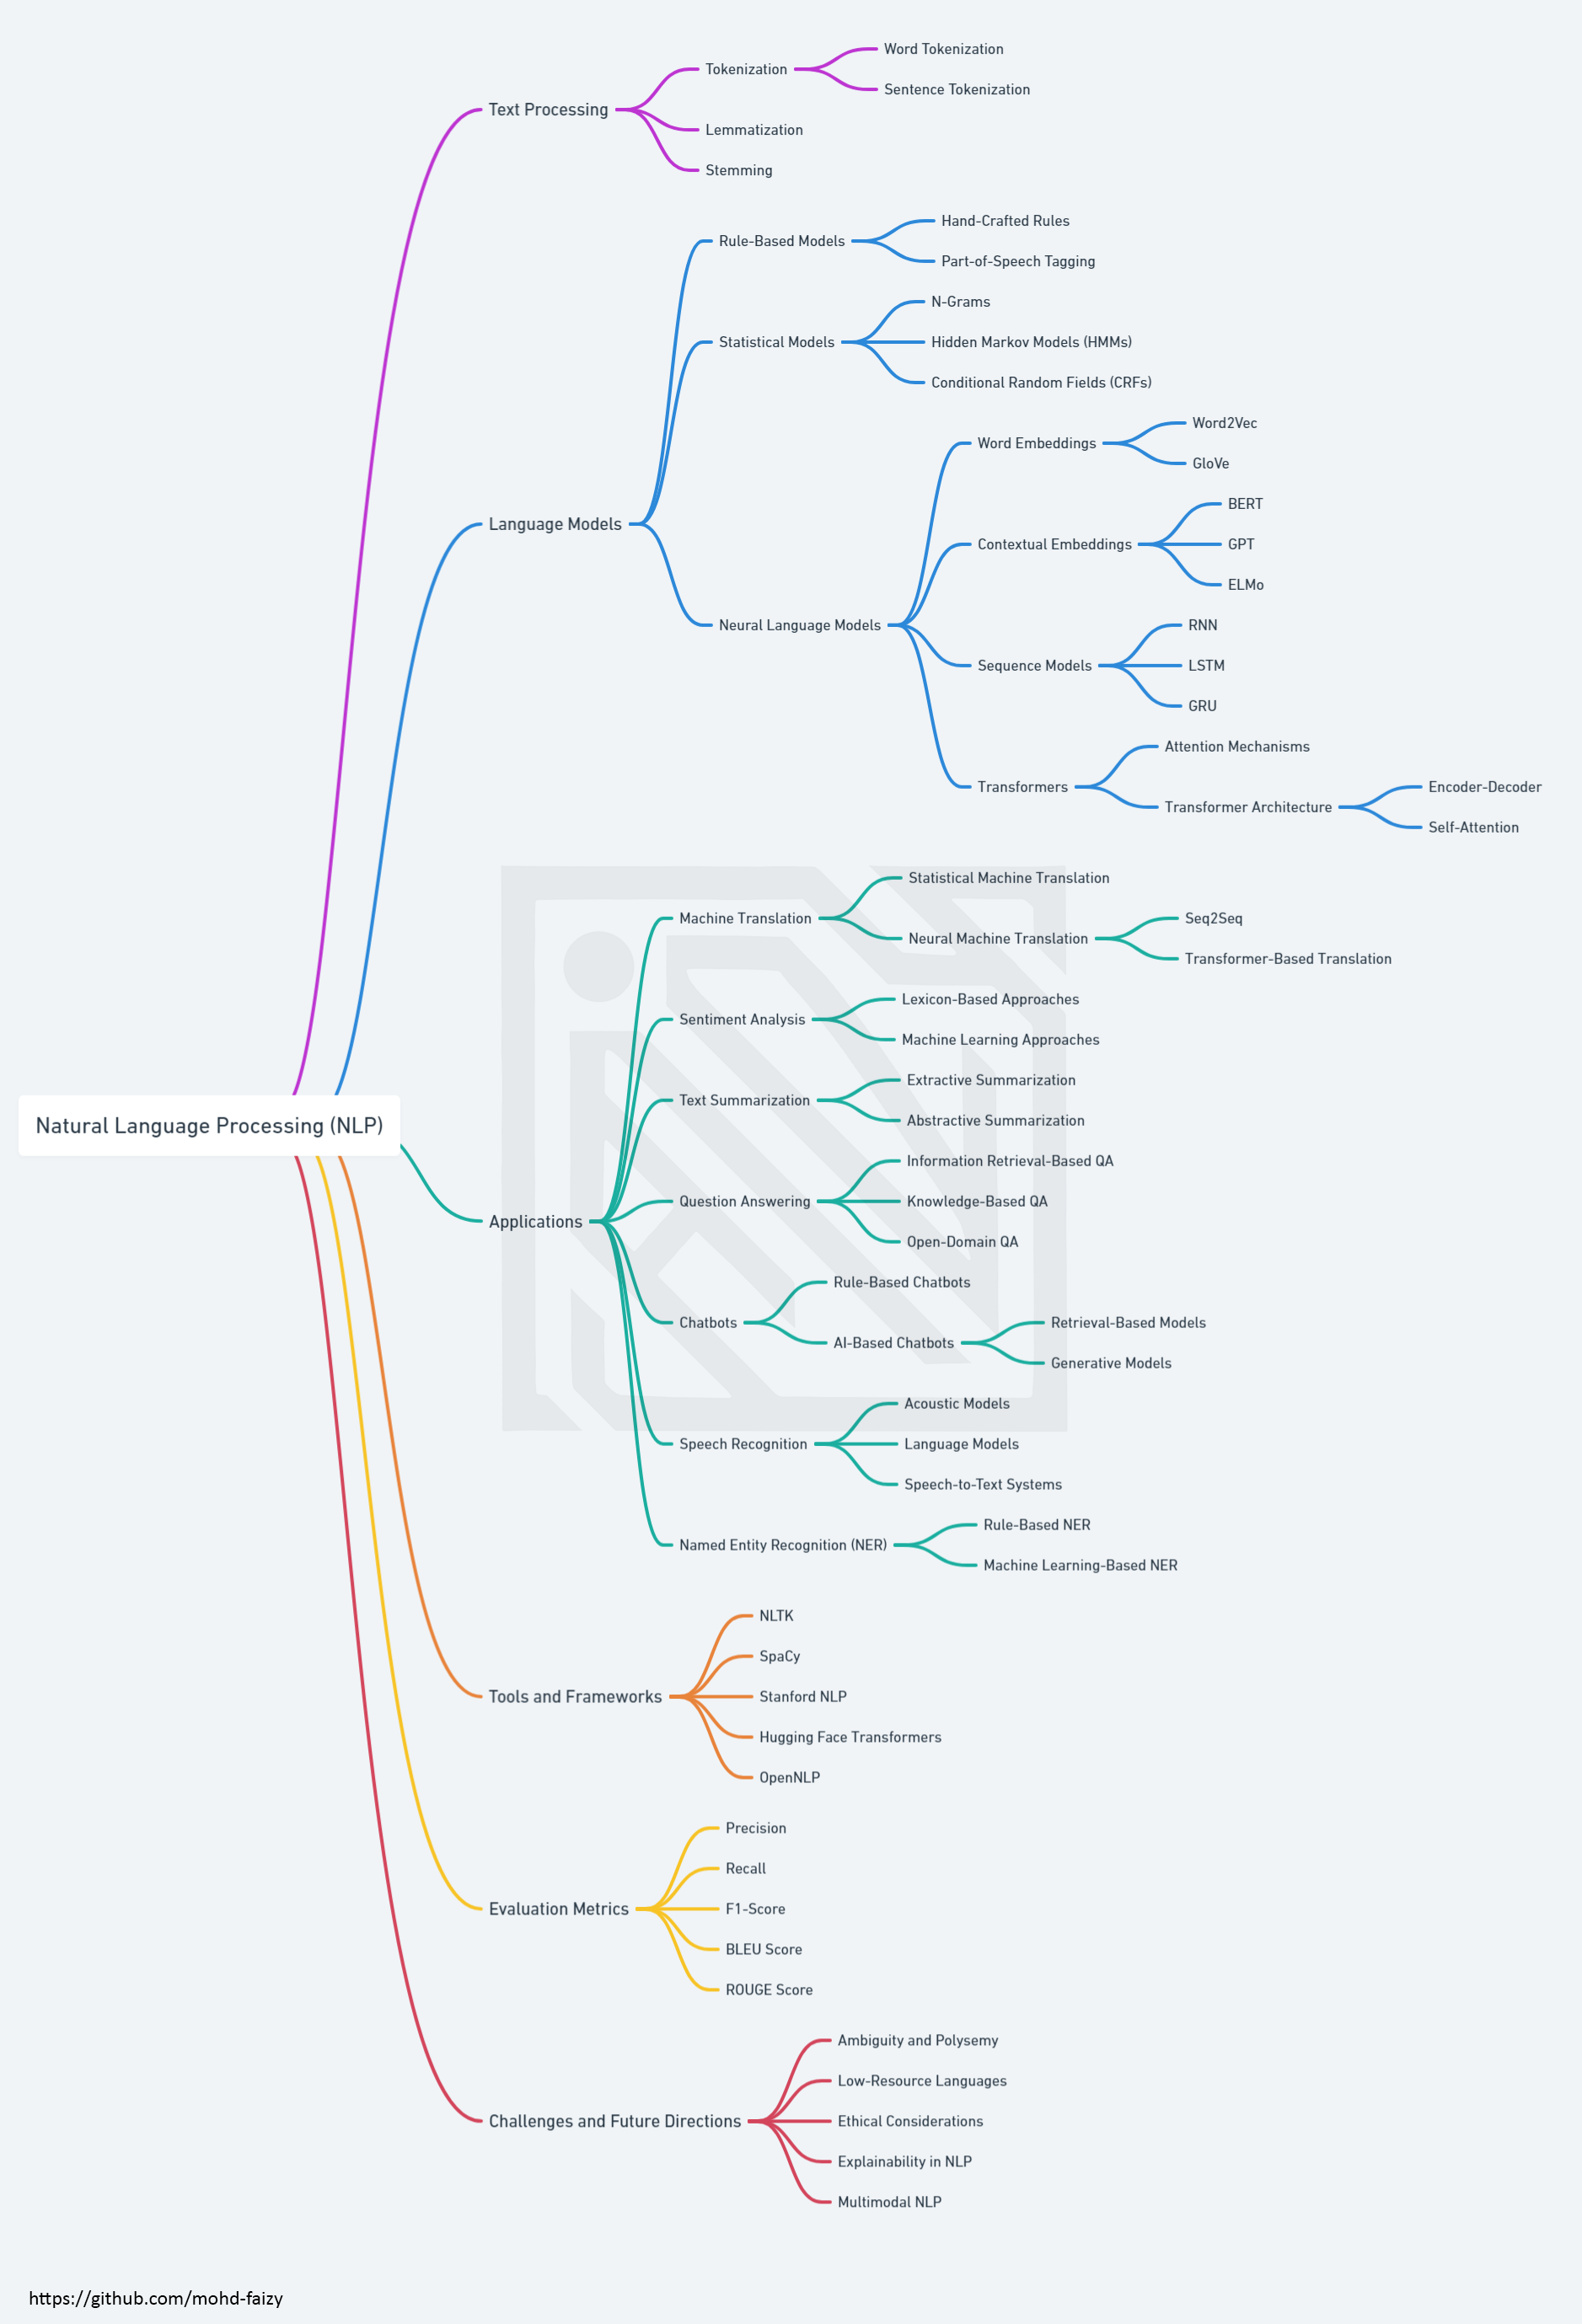 Natural Language Processing (NLP)
Text Processing
Tokenization
Word Tokenization
Sentence Tokenization
Lemmatization
Stemming
Language Models
Rule-Based Models
Hand-Crafted Rules
Part-of-Speech Tagging
Statistical Models
N-Grams
Hidden Markov Models (HMMs)
Conditional Random Fields (CRFs)
Neural Language Models
Word Embeddings
Word2Vec
GloVe
Contextual Embeddings
BERT
GPT
ELMo
Sequence Models
RNN
LSTM
GRU
Transformers
Attention Mechanisms
Transformer Architecture
Encoder-Decoder
Self-Attention
Applications
Machine Translation
Statistical Machine Translation
Neural Machine Translation
Seq2Seq
Transformer-Based Translation
Sentiment Analysis
Lexicon-Based Approaches
Machine Learning Approaches
Text Summarization
Extractive Summarization
Abstractive Summarization
Question Answering
Information Retrieval-Based QA
Knowledge-Based QA
Open-Domain QA
Chatbots
Rule-Based Chatbots
AI-Based Chatbots
Retrieval-Based Models
Generative Models
Speech Recognition
Acoustic Models
Language Models
Speech-to-Text Systems
Named Entity Recognition (NER)
Rule-Based NER
Machine Learning-Based NER
Tools and Frameworks
NLTK
SpaCy
Stanford NLP
Hugging Face Transformers
OpenNLP
Evaluation Metrics
Precision
Recall
F1-Score
BLEU Score
ROUGE Score
Challenges and Future Directions
Ambiguity and Polysemy
Low-Resource Languages
Ethical Considerations
Explainability in NLP
Multimodal NLP
https://github.com/mohd-faizy